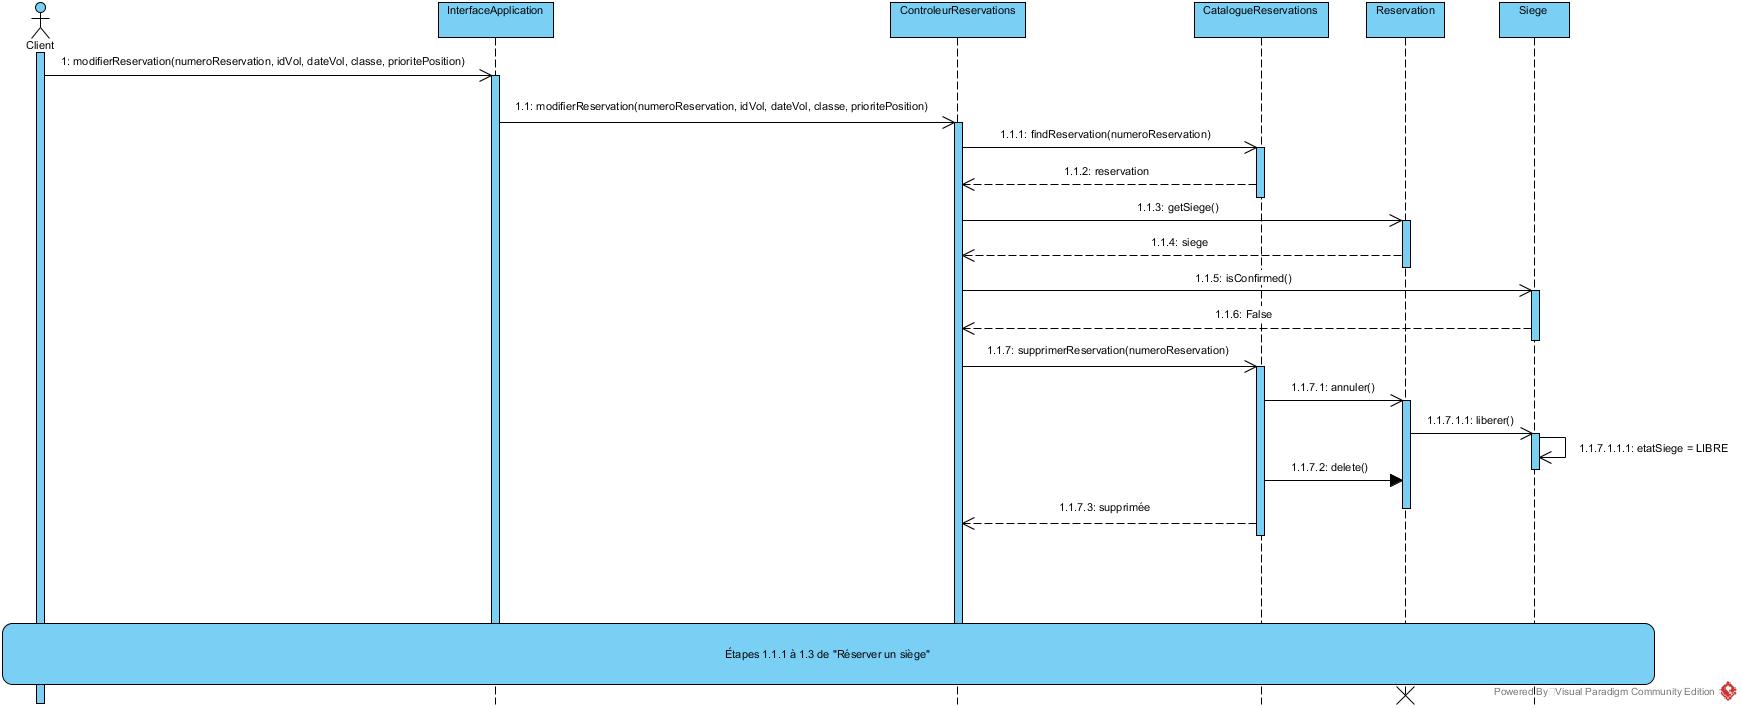 InterfaceApplication
ControleurReservations
CatalogueReservations
Reservation
Siege
Client
1: modifierReservation(numeroReservation, idVol, dateVol, classe, prioritePosition)
1.1: modifierReservation(numeroReservation, idVol, dateVol, classe, prioritePosition)
1.1.1: findReservation(numeroReservation)
1.1.2: reservation
1.1.3: getSiege()
1.1.4: siege
1.1.5: isConfirmed()
1.1.6: False
1.1.7: supprimerReservation(numeroReservation)
1.1.7.1: annuler()
1.1.7.1.1: liberer()
1.1.7.1.1.1: etatSiege = LIBRE
1.1.7.2: delete()
1.1.7.3: supprimée
Étapes 1.1.1 à 1.3 de "Réserver un siège"
Powered By Visual Paradigm Community Edition